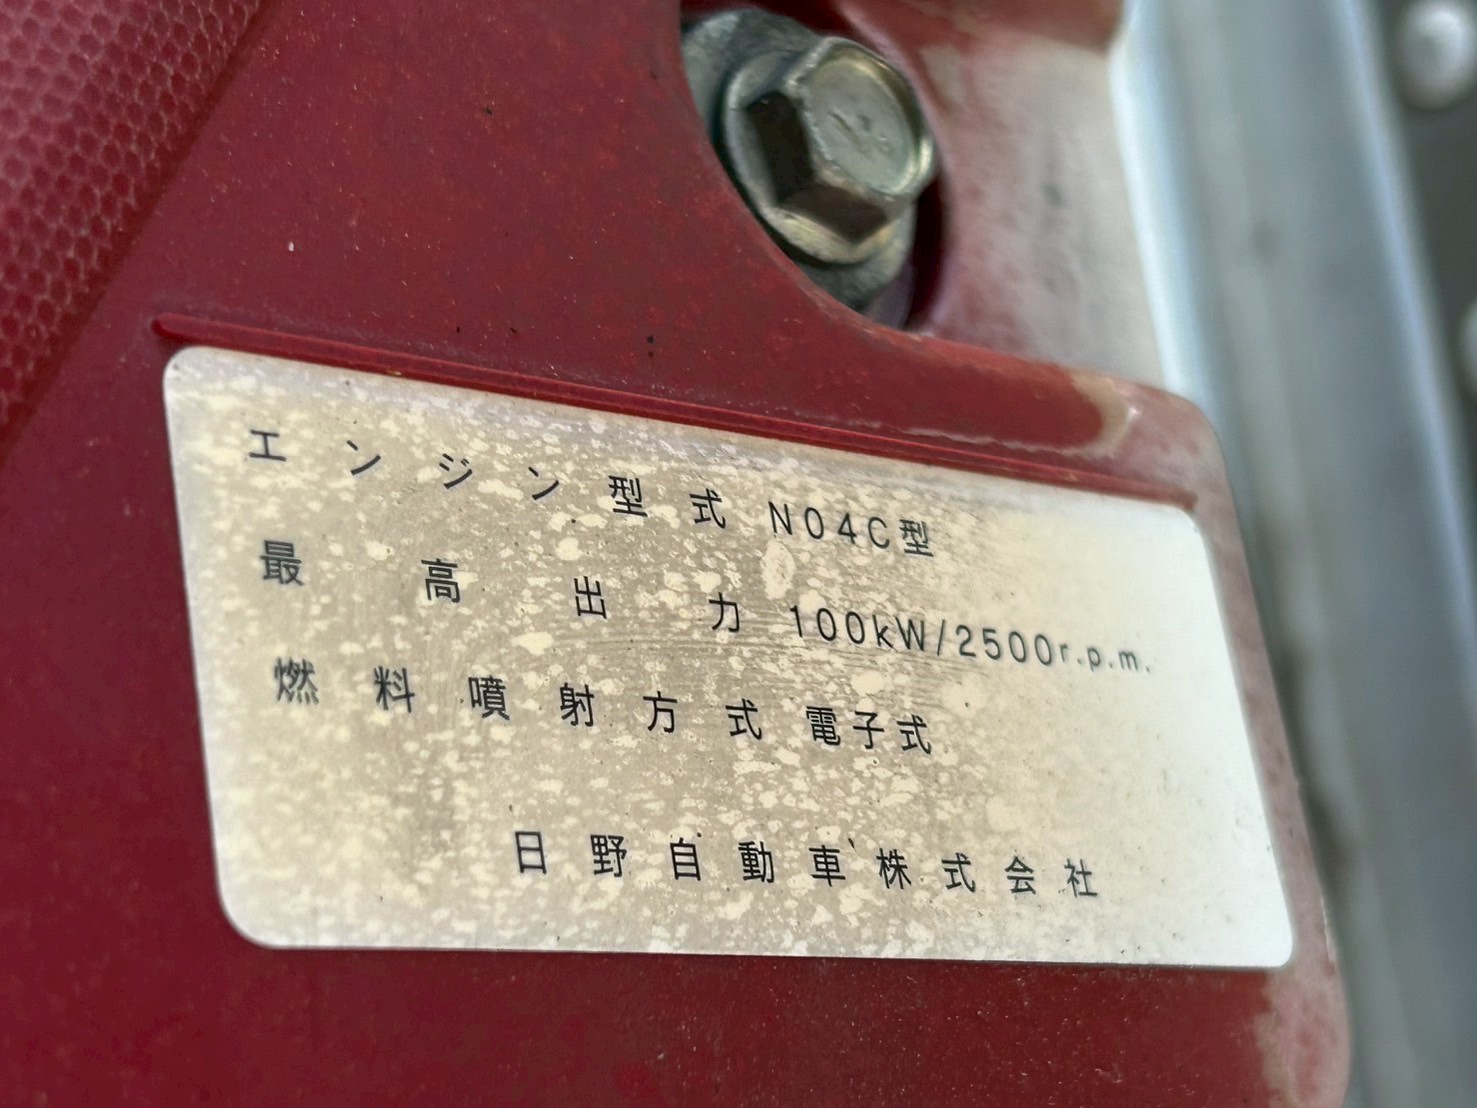 エンジン型式 N04C型
最高出力 100kW/2500r.p.m.
燃料噴射方式 電子式
日野自動車株式会社